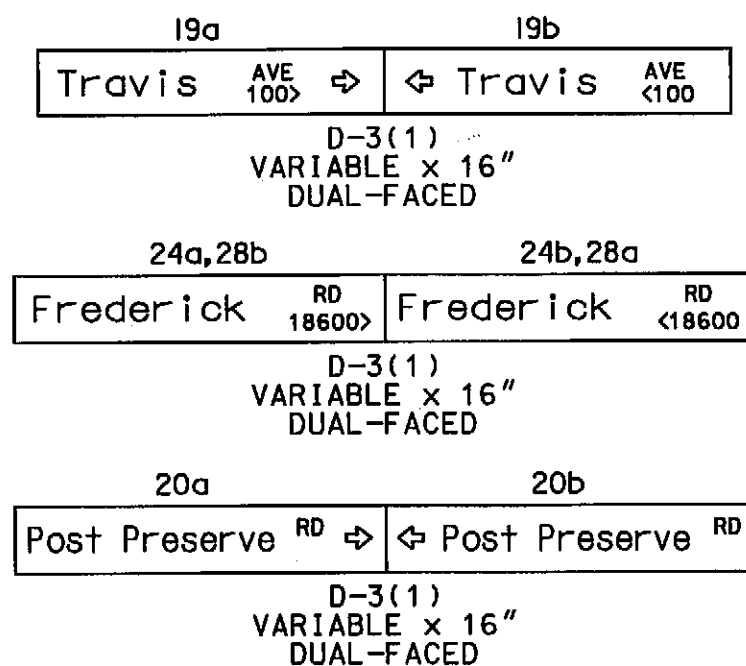 19a 19b
Travis AVE 100> ⇨ ⇦ Travis AVE <100
D-3(1)
VARIABLE x 16"
DUAL-FACED
24a,28b 24b,28a
Frederick RD 18600> Frederick RD <18600
D-3(1)
VARIABLE x 16"
DUAL-FACED
20a 20b
Post Preserve RD ⇨ ⇦ Post Preserve RD
D-3(1)
VARIABLE x 16"
DUAL-FACED